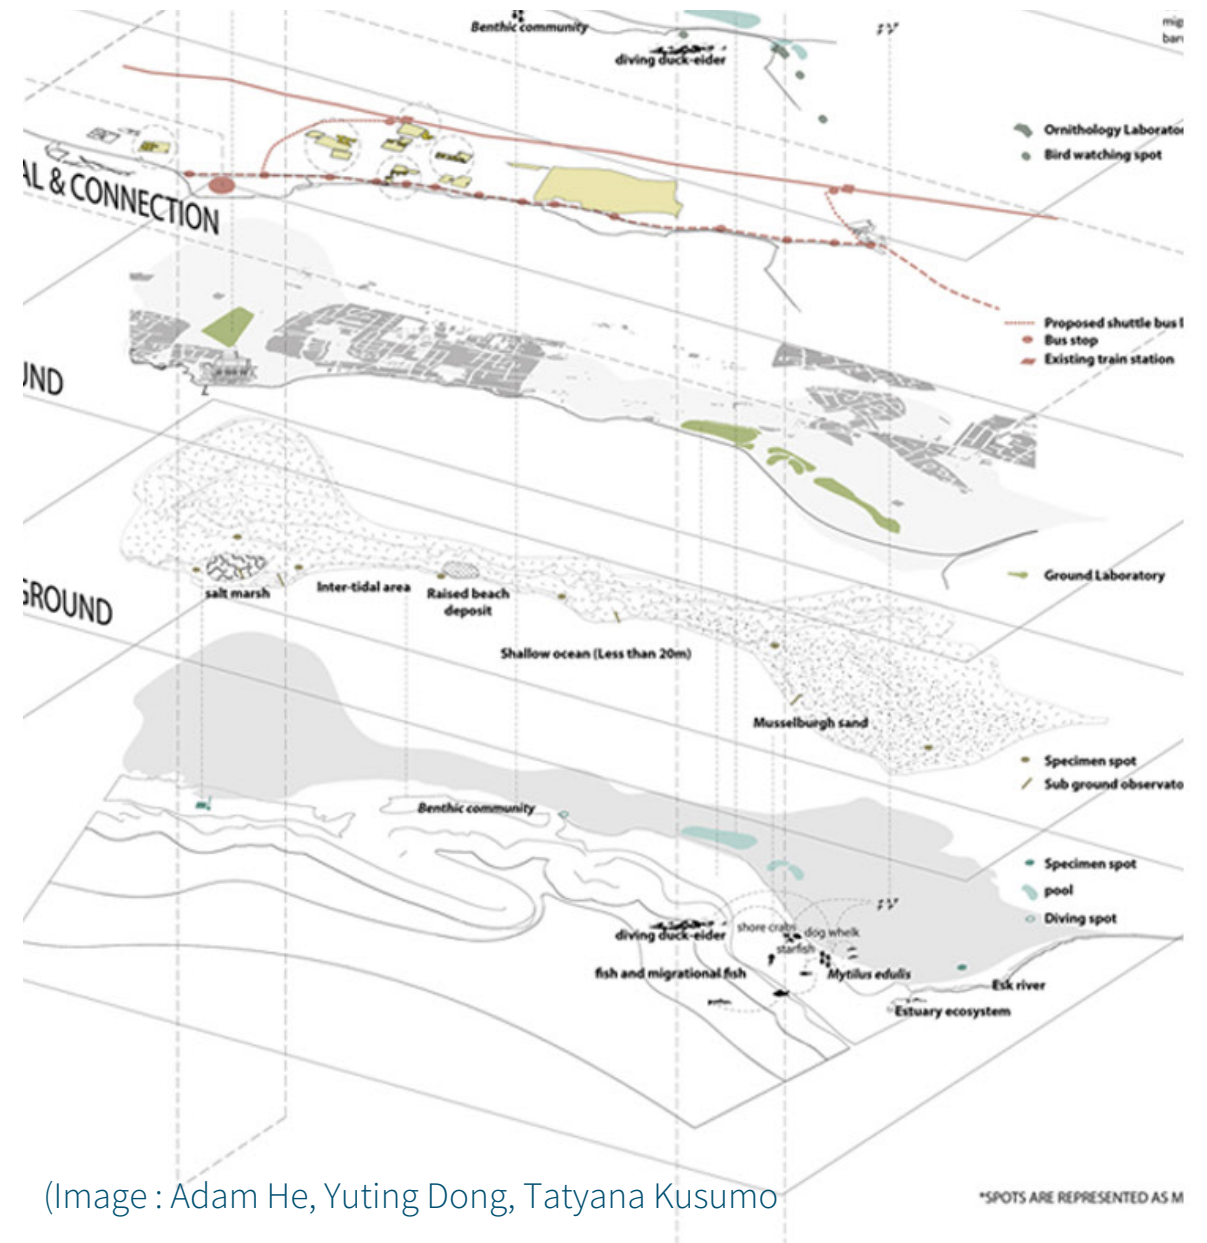 Benthic community
diving duck-eider
Ornithology Laborato
Bird watching spot
AL & CONNECTION
Proposed shuttle bus l
Bus stop
Existing train station
UND
Ground Laboratory
GROUND
salt marsh
Inter-tidal area
Raised beach
deposit
Shallow ocean (Less than 20m)
Musselburgh sand
Specimen spot
Sub ground observato
Benthic community
Specimen spot
pool
Diving spot
diving duck-eider
shore crabs
dog whelk
starfish
fish and migrational fish
Mytilus edulis
Esk river
Estuary ecosystem
(Image : Adam He, Yuting Dong, Tatyana Kusumo
*SPOTS ARE REPRESENTED AS M